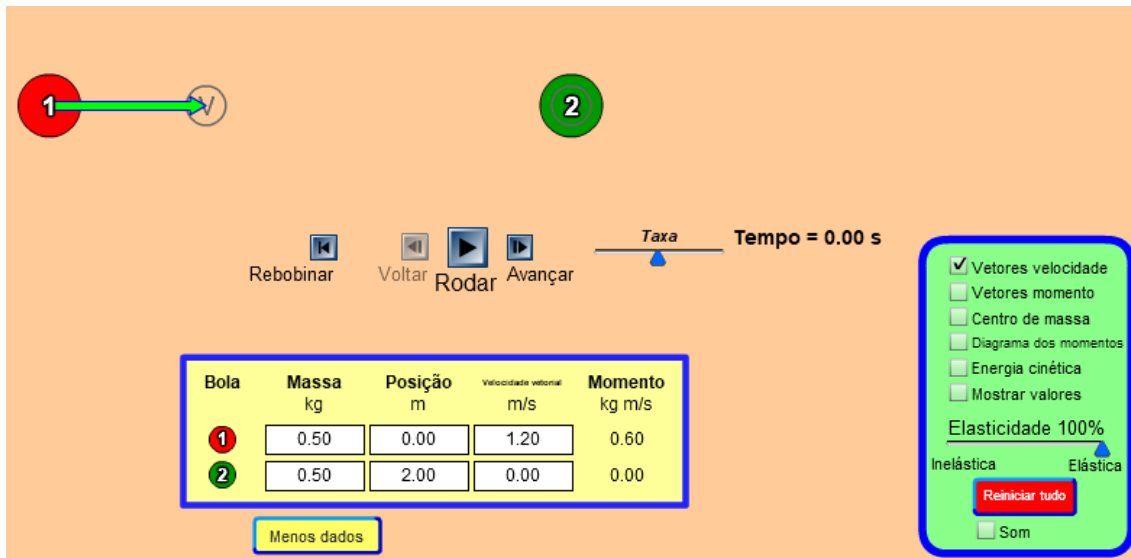 1
V
2
Taxa
Tempo = 0.00 s
Rebobinar
Voltar
Rodar
Avançar
Vetores velocidade
Vetores momento
Centro de massa
Diagrama dos momentos
Energia cinética
Mostrar valores
Elasticidade 100%
Inelástica Elástica
Reiniciar tudo
Som
Bola Massa Posição Velocidade vetorial Momento
kg m m/s kg m/s
1 0.50 0.00 1.20 0.60
2 0.50 2.00 0.00 0.00
Menos dados